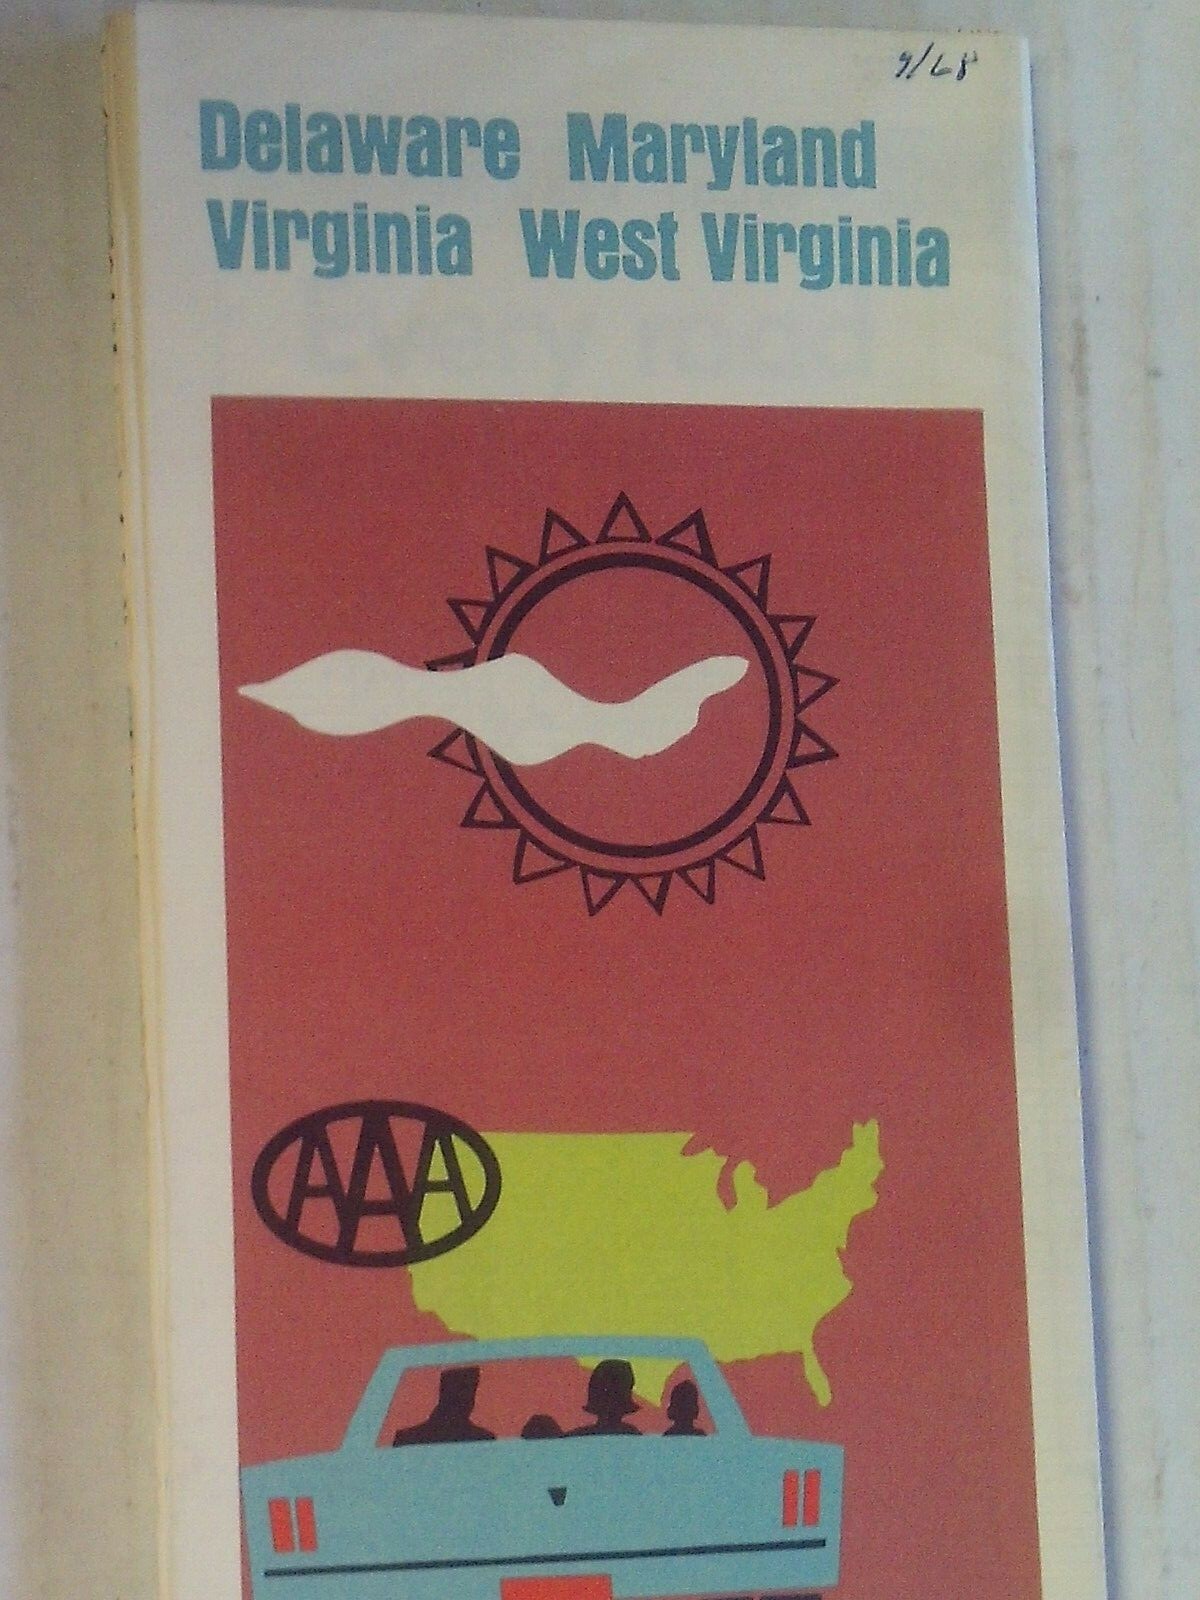 9/68
Delaware Maryland
Virginia West Virginia
AAA